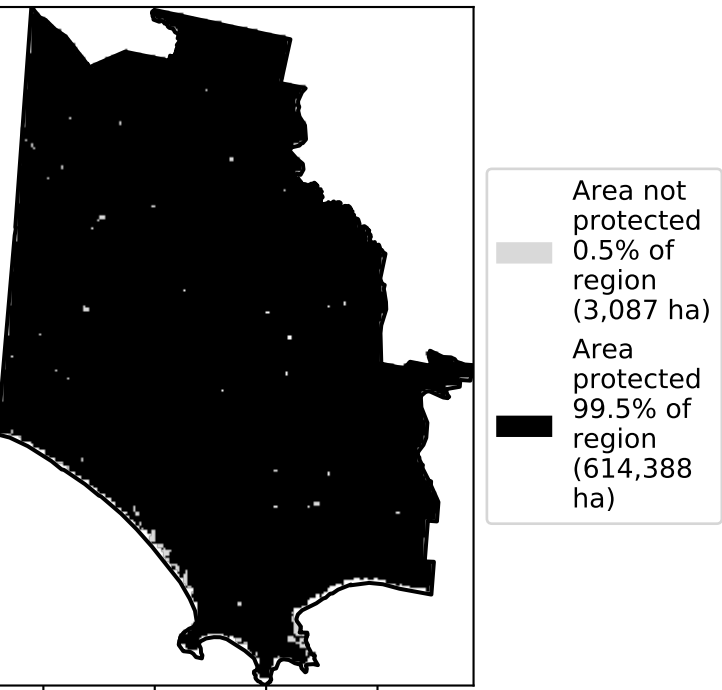 Area not
protected
0.5% of
region
(3,087 ha)
Area
protected
99.5% of
region
(614,388
ha)